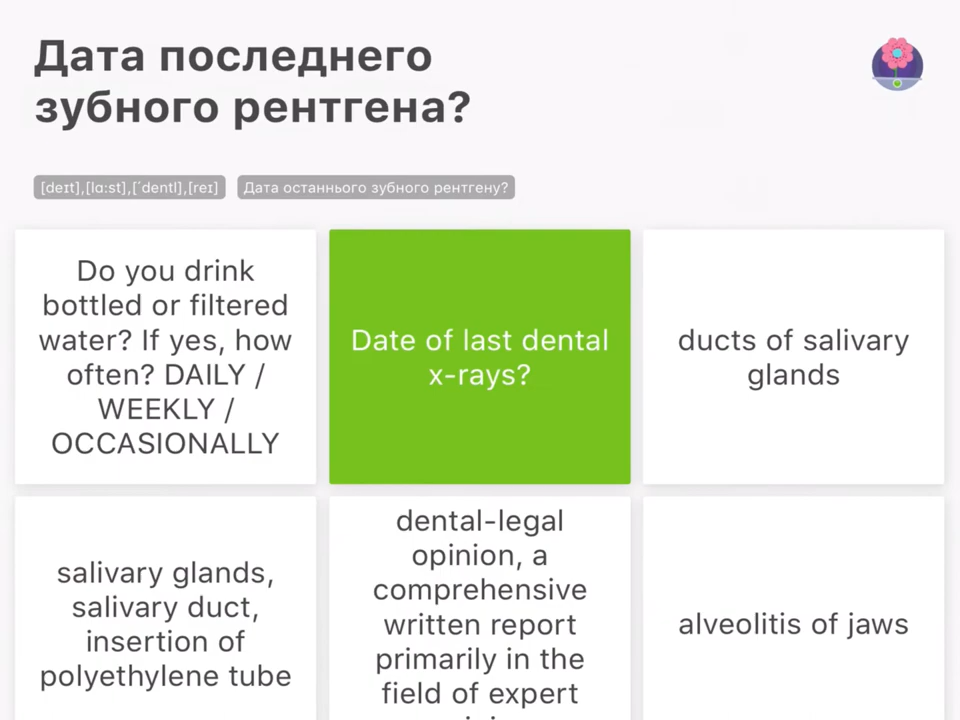 Дата последнего
зубного рентгена?
[deɪt],[lɑ:st],[´dentl],[reɪ]
Дата останнього зубного рентгену?
Do you drink
bottled or filtered
water? If yes, how
often? DAILY /
WEEKLY /
OCCASIONALLY
Date of last dental
x-rays?
ducts of salivary
glands
salivary glands,
salivary duct,
insertion of
polyethylene tube
dental-legal
opinion, a
comprehensive
written report
primarily in the
field of expert
alveolitis of jaws